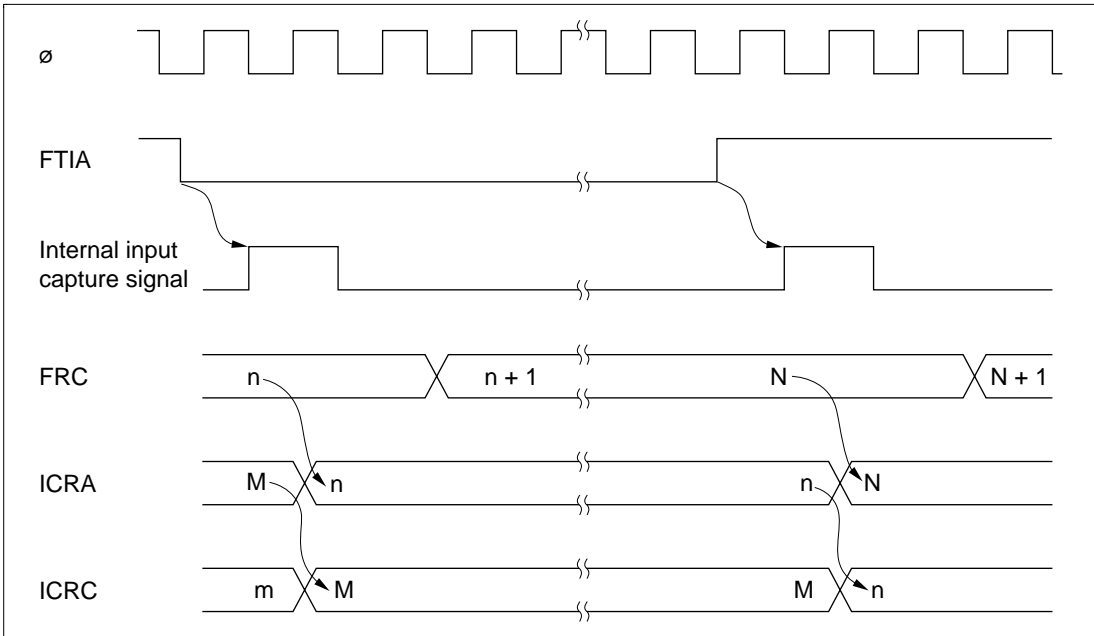 ø
FTIA
Internal input
capture signal
FRC n n + 1 N N + 1
ICRA M n n N
ICRC m M M n